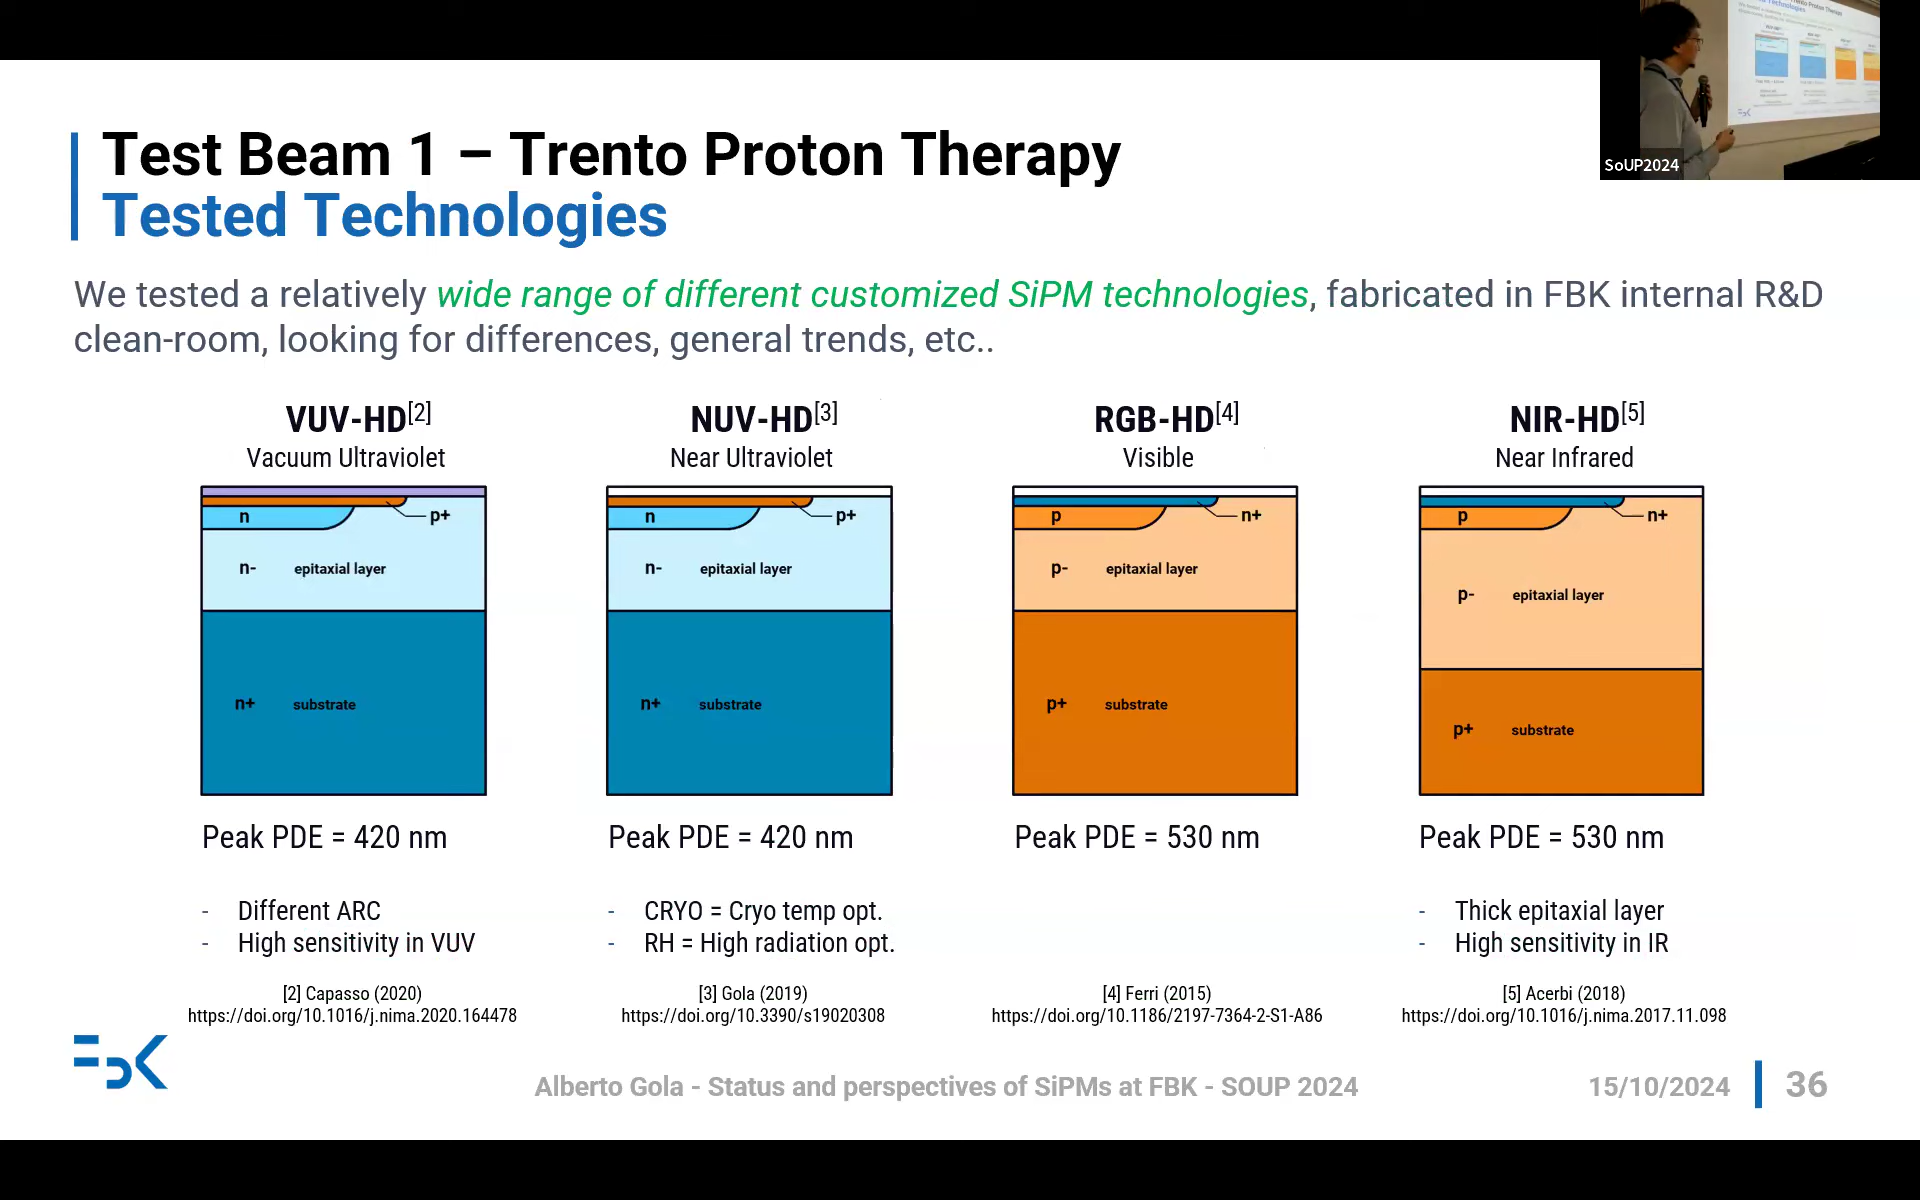 SoUP2024
Test Beam 1 – Trento Proton Therapy
Tested Technologies
We tested a relatively wide range of different customized SiPM technologies, fabricated in FBK internal R&D
clean-room, looking for differences, general trends, etc..
VUV-HD[2]
Vacuum Ultraviolet
n
p+
n- epitaxial layer
n+ substrate
Peak PDE = 420 nm
- Different ARC
- High sensitivity in VUV
[2] Capasso (2020)
https://doi.org/10.1016/j.nima.2020.164478
NUV-HD[3]
Near Ultraviolet
n
p+
n- epitaxial layer
n+ substrate
Peak PDE = 420 nm
- CRYO = Cryo temp opt.
- RH = High radiation opt.
[3] Gola (2019)
https://doi.org/10.3390/s19020308
RGB-HD[4]
Visible
p
n+
p- epitaxial layer
p+ substrate
Peak PDE = 530 nm
[4] Ferri (2015)
https://doi.org/10.1186/2197-7364-2-S1-A86
NIR-HD[5]
Near Infrared
p
n+
p- epitaxial layer
p+ substrate
Peak PDE = 530 nm
- Thick epitaxial layer
- High sensitivity in IR
[5] Acerbi (2018)
https://doi.org/10.1016/j.nima.2017.11.098
FBK
Alberto Gola - Status and perspectives of SiPMs at FBK - SOUP 2024
15/10/2024
36